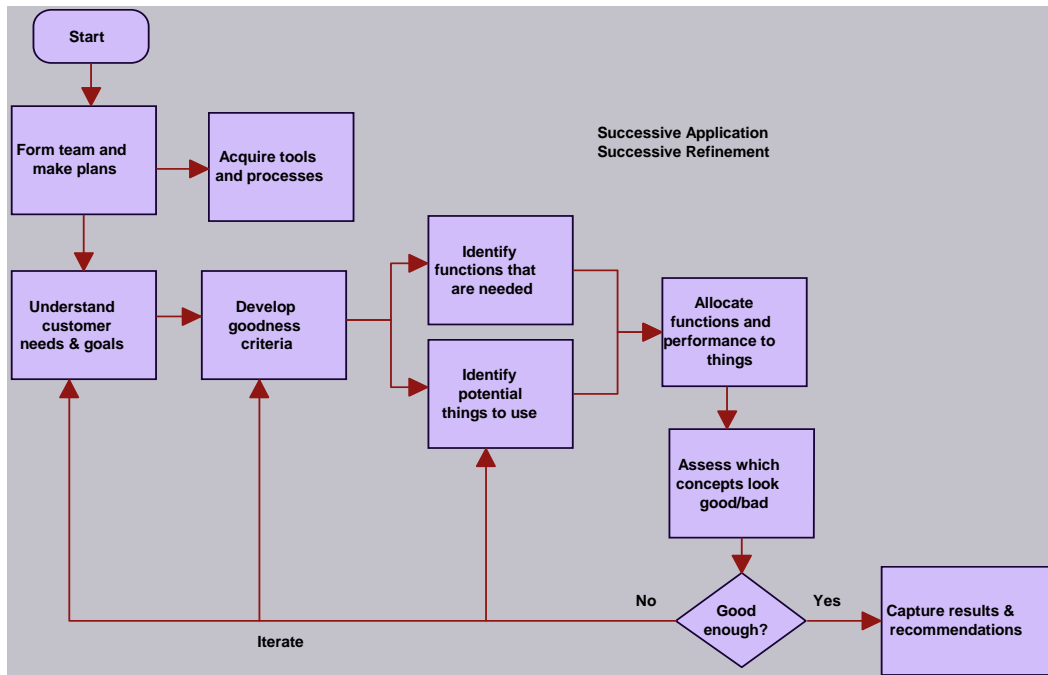 Start
Form team and
make plans
Acquire tools
and processes
Successive Application
Successive Refinement
Understand
customer
needs & goals
Develop
goodness
criteria
Identify
functions that
are needed
Identify
potential
things to use
Allocate
functions and
performance to
things
Assess which
concepts look
good/bad
Good
enough?
No
Yes
Iterate
Capture results &
recommendations